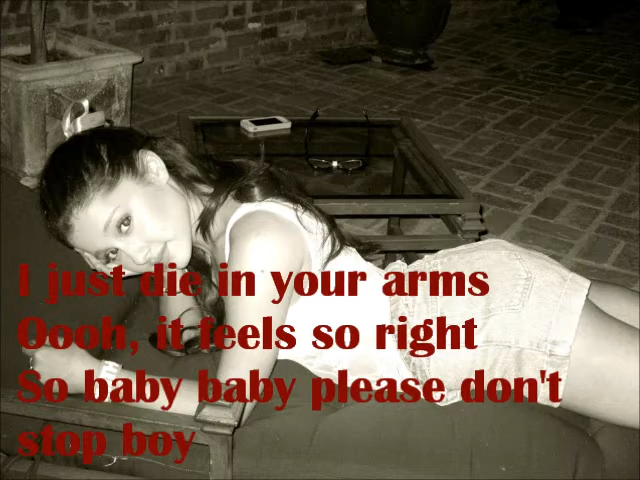 I just die in your arms
Oooh, it feels so right
So baby baby please don't
stop boy